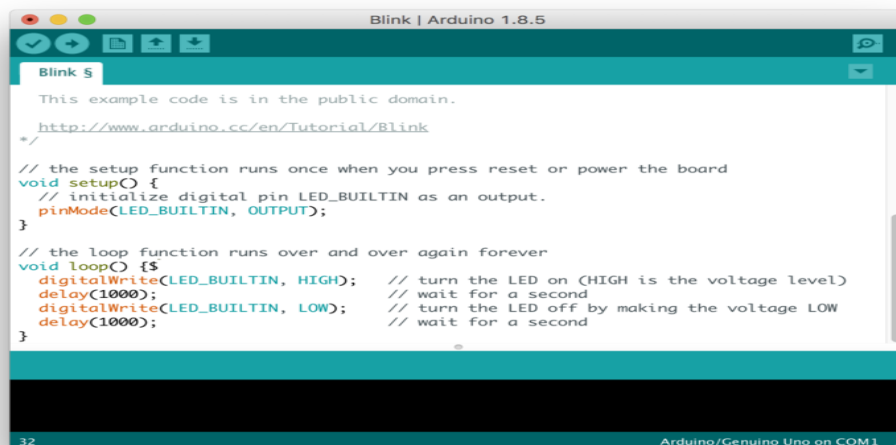 Blink | Arduino 1.8.5
Blink §
This example code is in the public domain.
http://www.arduino.cc/en/Tutorial/Blink
*/
// the setup function runs once when you press reset or power the board
void setup() {
// initialize digital pin LED_BUILTIN as an output.
pinMode(LED_BUILTIN, OUTPUT);
}
// the loop function runs over and over again forever
void loop() {$
digitalWrite(LED_BUILTIN, HIGH); // turn the LED on (HIGH is the voltage level)
delay(1000); // wait for a second
digitalWrite(LED_BUILTIN, LOW); // turn the LED off by making the voltage LOW
delay(1000); // wait for a second
}
32 Arduino/Genuino Uno on COM1